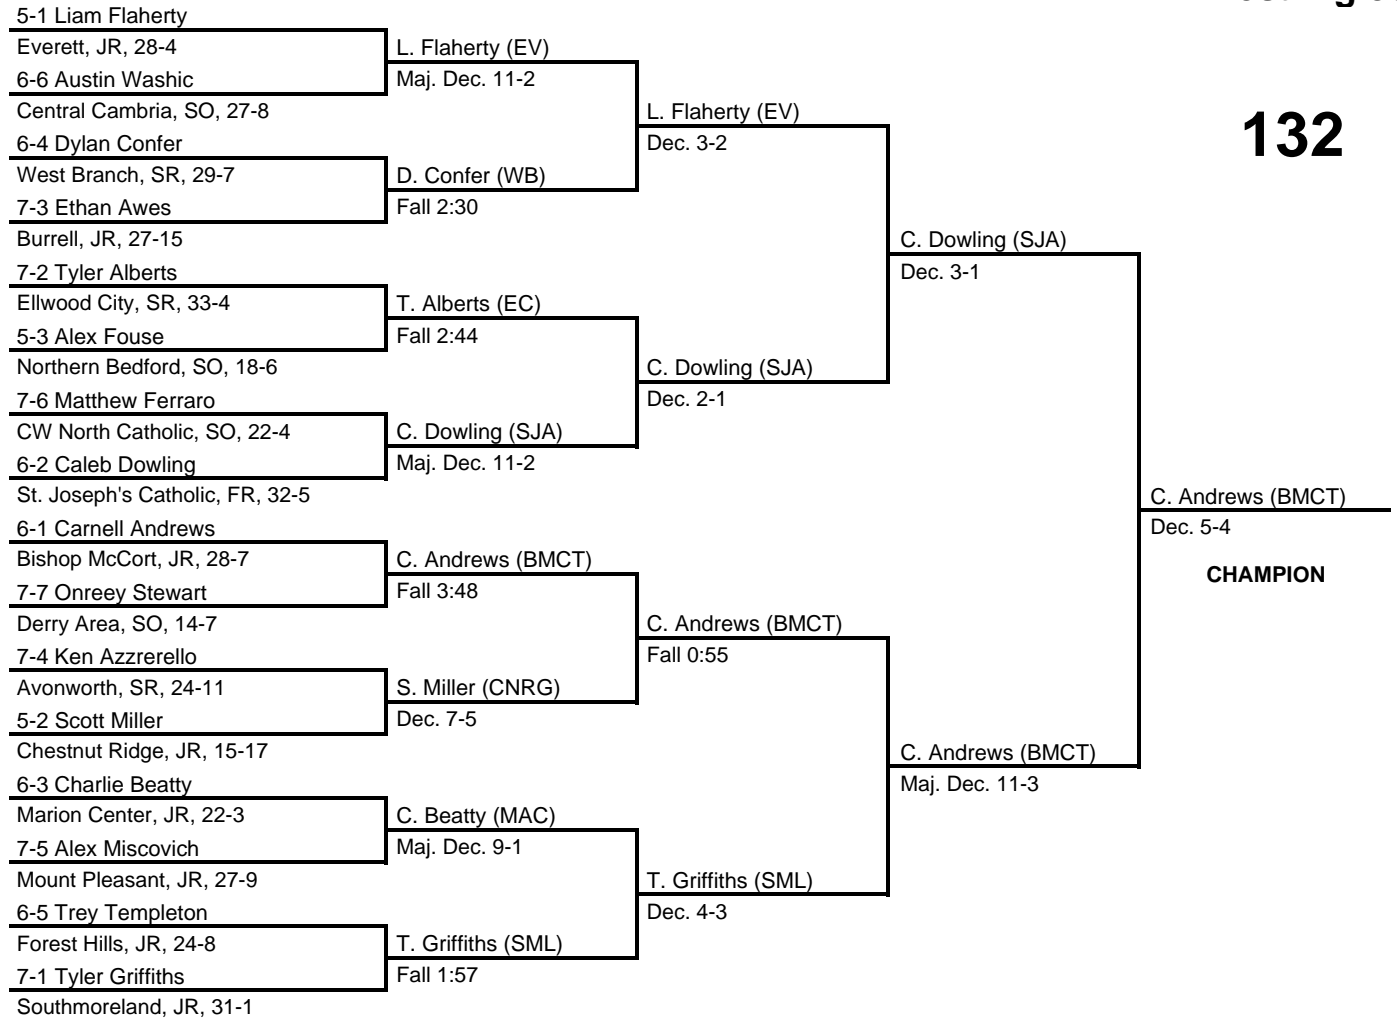 5-1 Liam Flaherty
Everett, JR, 28-4
6-6 Austin Washic
Central Cambria, SO, 27-8
6-4 Dylan Confer
West Branch, SR, 29-7
7-3 Ethan Awes
Burrell, JR, 27-15
7-2 Tyler Alberts
Ellwood City, SR, 33-4
5-3 Alex Fouse
Northern Bedford, SO, 18-6
7-6 Matthew Ferraro
CW North Catholic, SO, 22-4
6-2 Caleb Dowling
St. Joseph's Catholic, FR, 32-5
6-1 Carnell Andrews
Bishop McCort, JR, 28-7
7-7 Onreey Stewart
Derry Area, SO, 14-7
7-4 Ken Azzrerello
Avonworth, SR, 24-11
5-2 Scott Miller
Chestnut Ridge, JR, 15-17
6-3 Charlie Beatty
Marion Center, JR, 22-3
7-5 Alex Miscovich
Mount Pleasant, JR, 27-9
6-5 Trey Templeton
Forest Hills, JR, 24-8
7-1 Tyler Griffiths
Southmoreland, JR, 31-1
L. Flaherty (EV)
Maj. Dec. 11-2
D. Confer (WB)
Fall 2:30
T. Alberts (EC)
Fall 2:44
C. Dowling (SJA)
Maj. Dec. 11-2
C. Andrews (BMCT)
Fall 3:48
S. Miller (CNRG)
Dec. 7-5
C. Beatty (MAC)
Maj. Dec. 9-1
T. Griffiths (SML)
Fall 1:57
L. Flaherty (EV)
Dec. 3-2
C. Dowling (SJA)
Dec. 2-1
C. Andrews (BMCT)
Fall 0:55
T. Griffiths (SML)
Dec. 4-3
C. Dowling (SJA)
Dec. 3-1
C. Andrews (BMCT)
Maj. Dec. 11-3
132
C. Andrews (BMCT)
Dec. 5-4
CHAMPION